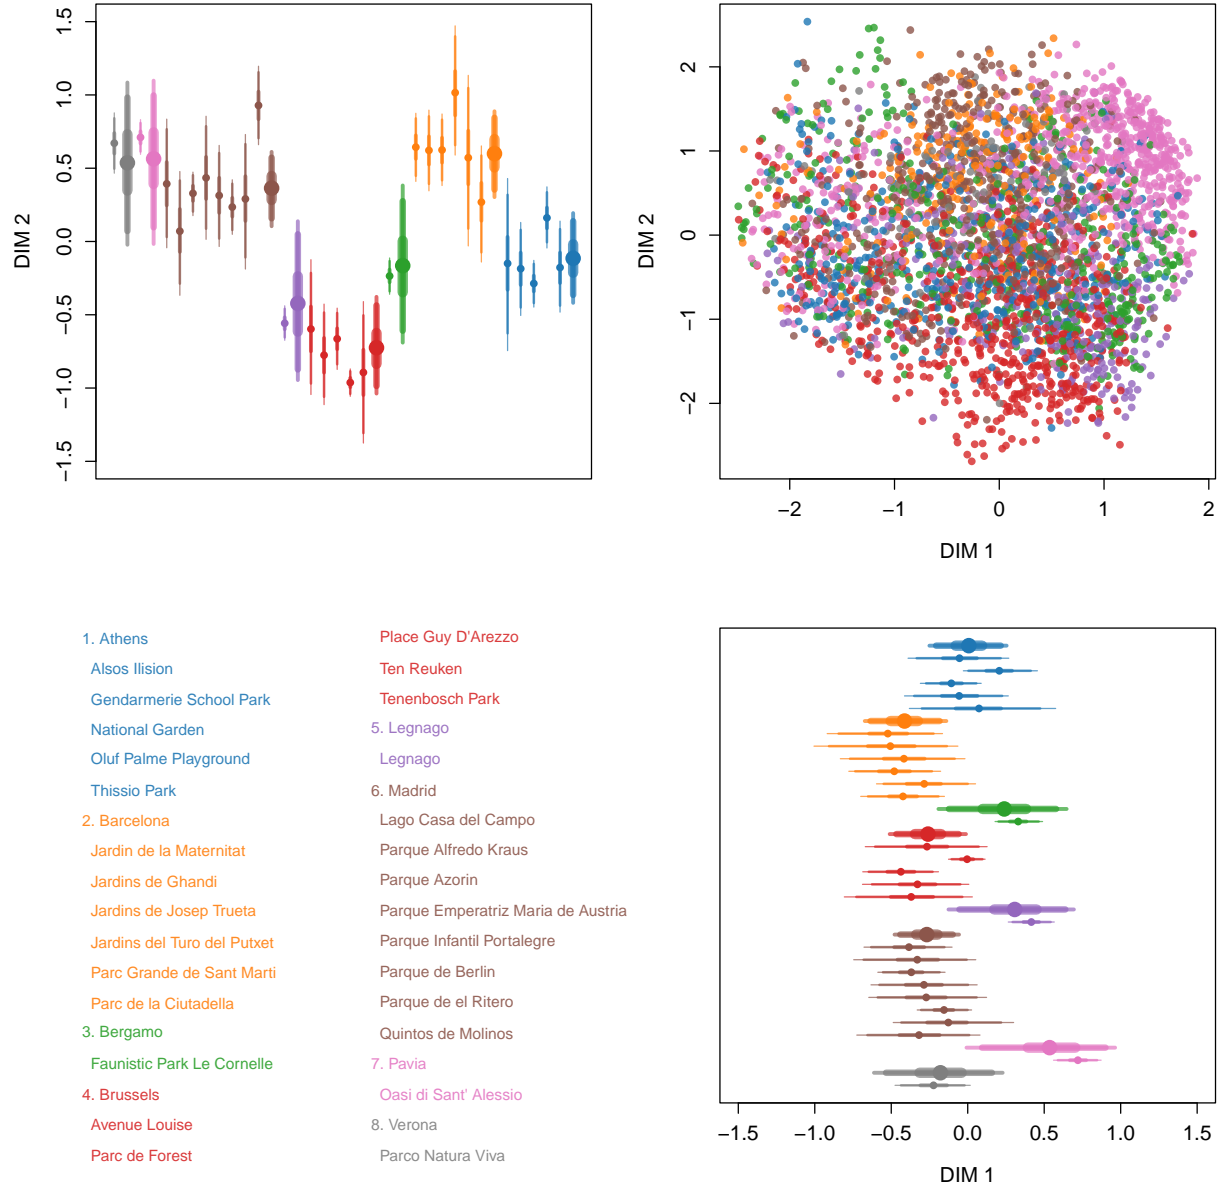 1.5
1.0
0.5
0.0
−0.5
−1.0
−1.5
DIM 2
2
1
0
−1
−2
DIM 2
−2
−1
0
1
2
DIM 1
1. Athens
Alsos Ilision
Gendarmerie School Park
National Garden
Oluf Palme Playground
Thissio Park
2. Barcelona
Jardin de la Maternitat
Jardins de Ghandi
Jardins de Josep Trueta
Jardins del Turo del Putxet
Parc Grande de Sant Marti
Parc de la Ciutadella
3. Bergamo
Faunistic Park Le Cornelle
4. Brussels
Avenue Louise
Parc de Forest
Place Guy D'Arezzo
Ten Reuken
Tenenbosch Park
5. Legnago
Legnago
6. Madrid
Lago Casa del Campo
Parque Alfredo Kraus
Parque Azorin
Parque Emperatriz Maria de Austria
Parque Infantil Portalegre
Parque de Berlin
Parque de el Ritero
Quintos de Molinos
7. Pavia
Oasi di Sant' Alessio
8. Verona
Parco Natura Viva
−1.5
−1.0
−0.5
0.0
0.5
1.0
1.5
DIM 1